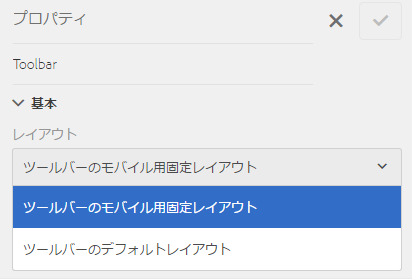 プロパティ
Toolbar
基本
レイアウト
ツールバーのモバイル用固定レイアウト
ツールバーのモバイル用固定レイアウト
ツールバーのデフォルトレイアウト